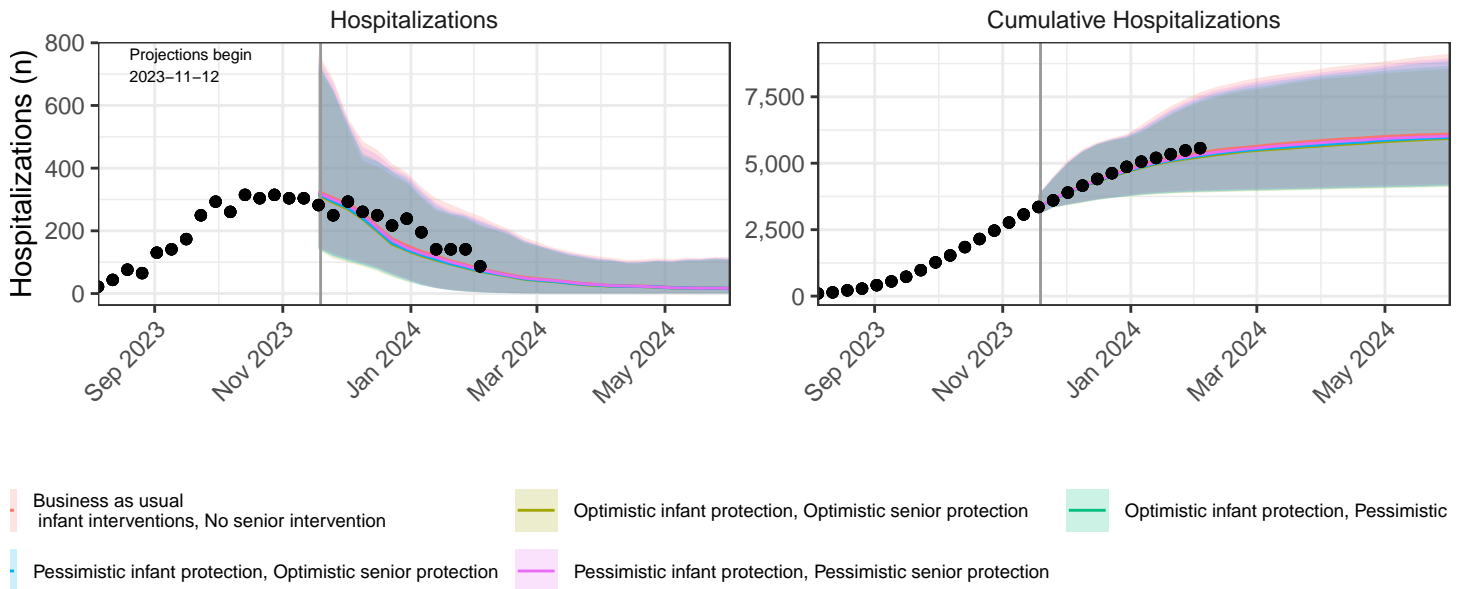 Hospitalizations
Cumulative Hospitalizations
Hospitalizations (n)
800
600
400
200
0
Projections begin
2023−11−12
Sep 2023
Nov 2023
Jan 2024
Mar 2024
May 2024
7,500
5,000
2,500
0
Sep 2023
Nov 2023
Jan 2024
Mar 2024
May 2024
Business as usual
infant interventions, No senior intervention
Optimistic infant protection, Optimistic senior protection
Optimistic infant protection, Pessimistic
Pessimistic infant protection, Optimistic senior protection
Pessimistic infant protection, Pessimistic senior protection